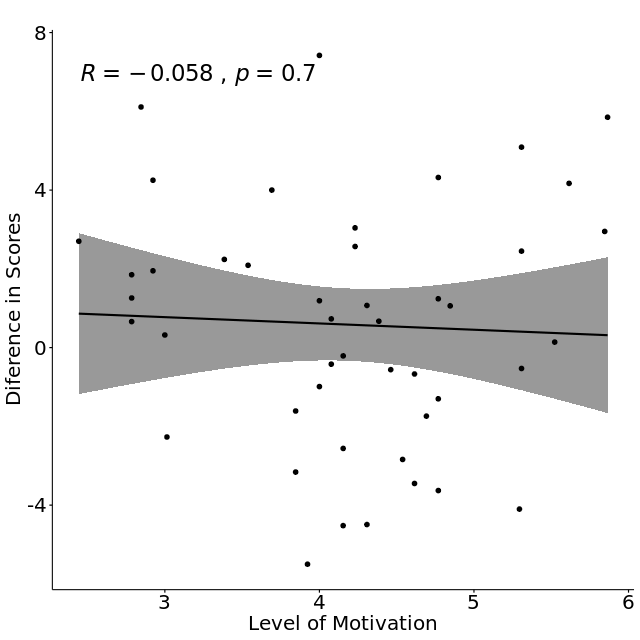 8
R = −0.058 , p = 0.7
4
0
-4
Diference in Scores
3 4 5 6
Level of Motivation